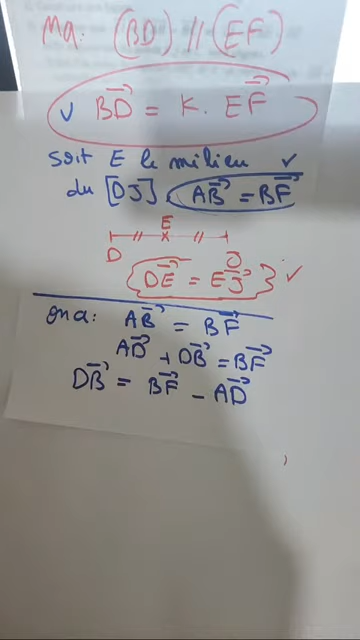 Mq: (BD) // (EF)
√ BD⃗ = K. EF⃗
soit E le milieu ✓
du [DJ], AB⃗ = BF⃗
E
D J
DE⃗ = EJ⃗ ✓
on a: AB⃗ = BF⃗
AD⃗ + DB⃗ = BF⃗
DB⃗ = BF⃗ - AD⃗